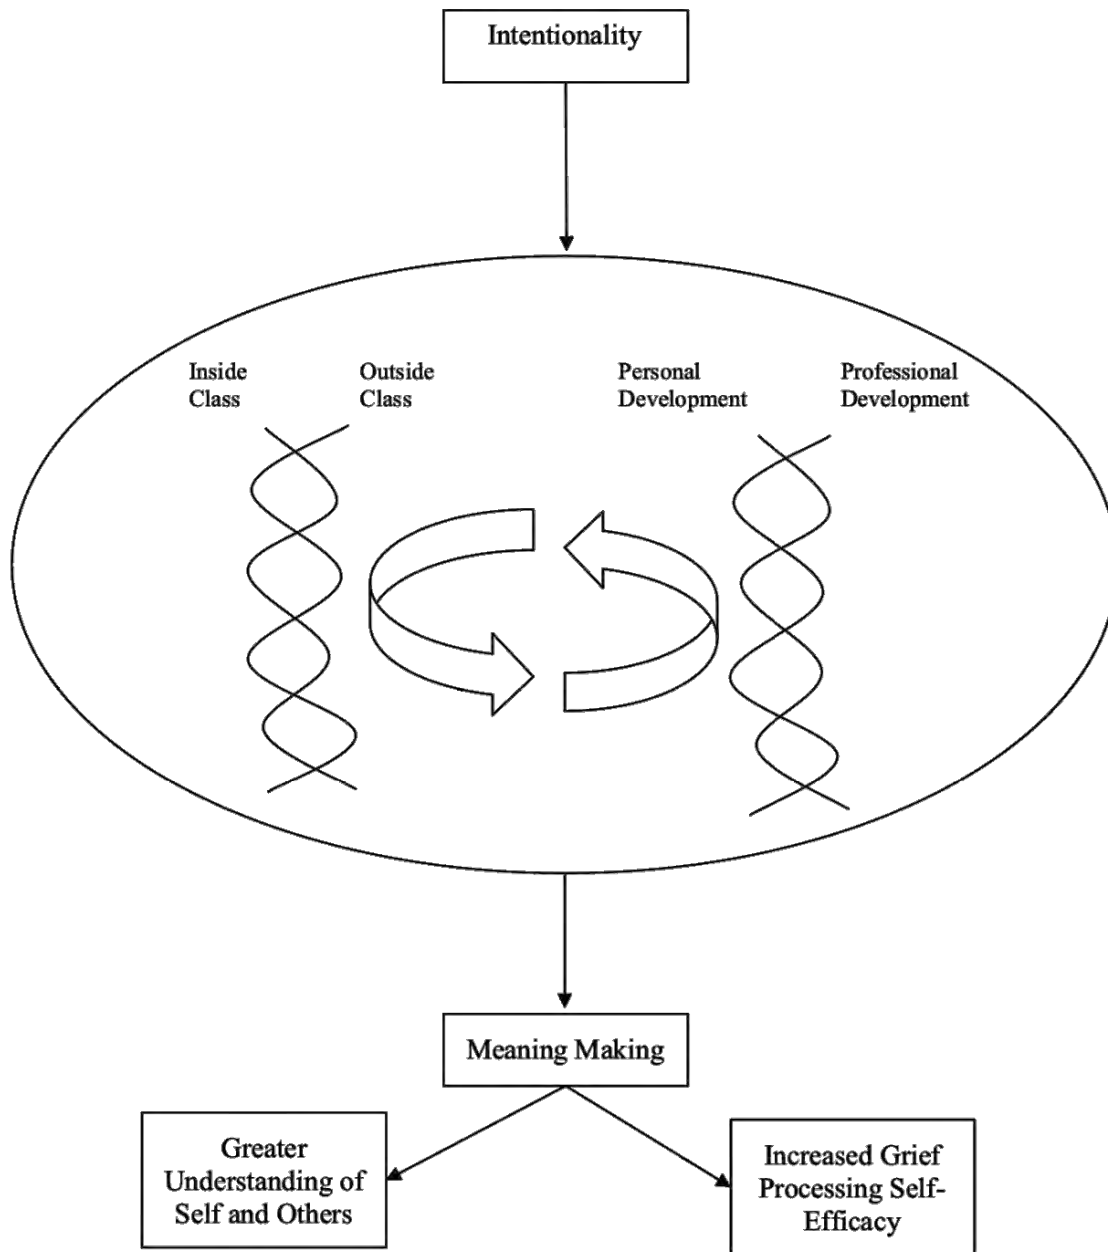 Intentionality
Inside
Class
Outside
Class
Personal
Development
Professional
Development
Meaning Making
Greater
Understanding of
Self and Others
Increased Grief
Processing Self-
Efficacy